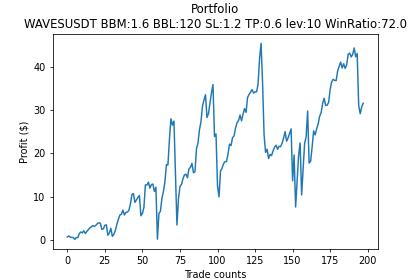 Portfolio
WAVESUSDT BBM:1.6 BBL:120 SL:1.2 TP:0.6 lev:10 WinRatio:72.0
40
30
20
10
0
Profit ($)
0 25 50 75 100 125 150 175 200
Trade counts